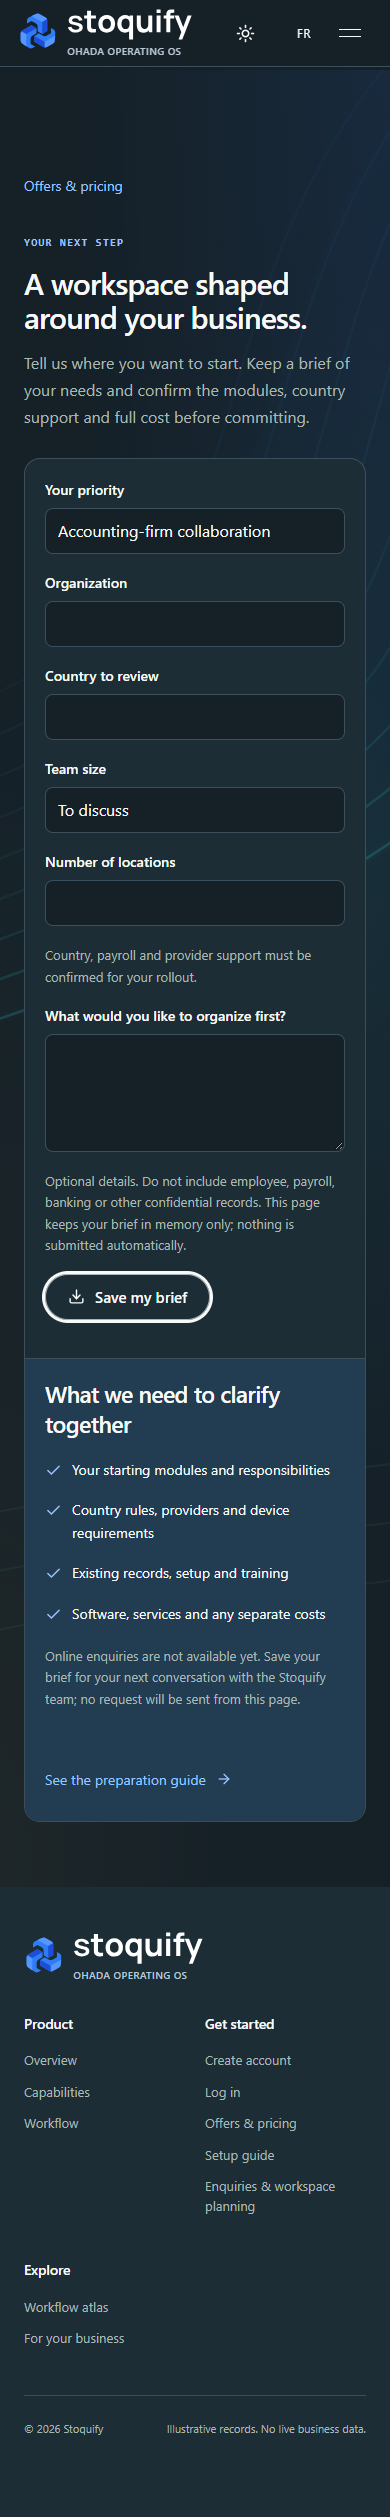 stoquify
OHADA OPERATING OS
FR
Offers & pricing
YOUR NEXT STEP
A workspace shaped
around your business.
Tell us where you want to start. Keep a brief of
your needs and confirm the modules, country
support and full cost before committing.
Your priority
Accounting-firm collaboration
Organization
Country to review
Team size
To discuss
Number of locations
Country, payroll and provider support must be
confirmed for your rollout.
What would you like to organize first?
Optional details. Do not include employee, payroll,
banking or other confidential records. This page
keeps your brief in memory only; nothing is
submitted automatically.
Save my brief
What we need to clarify
together
Your starting modules and responsibilities
Country rules, providers and device
requirements
Existing records, setup and training
Software, services and any separate costs
Online enquiries are not available yet. Save your
brief for your next conversation with the Stoquify
team; no request will be sent from this page.
See the preparation guide
stoquify
OHADA OPERATING OS
Product
Overview
Capabilities
Workflow
Get started
Create account
Log in
Offers & pricing
Setup guide
Enquiries & workspace
planning
Explore
Workflow atlas
For your business
© 2026 Stoquify
Illustrative records. No live business data.